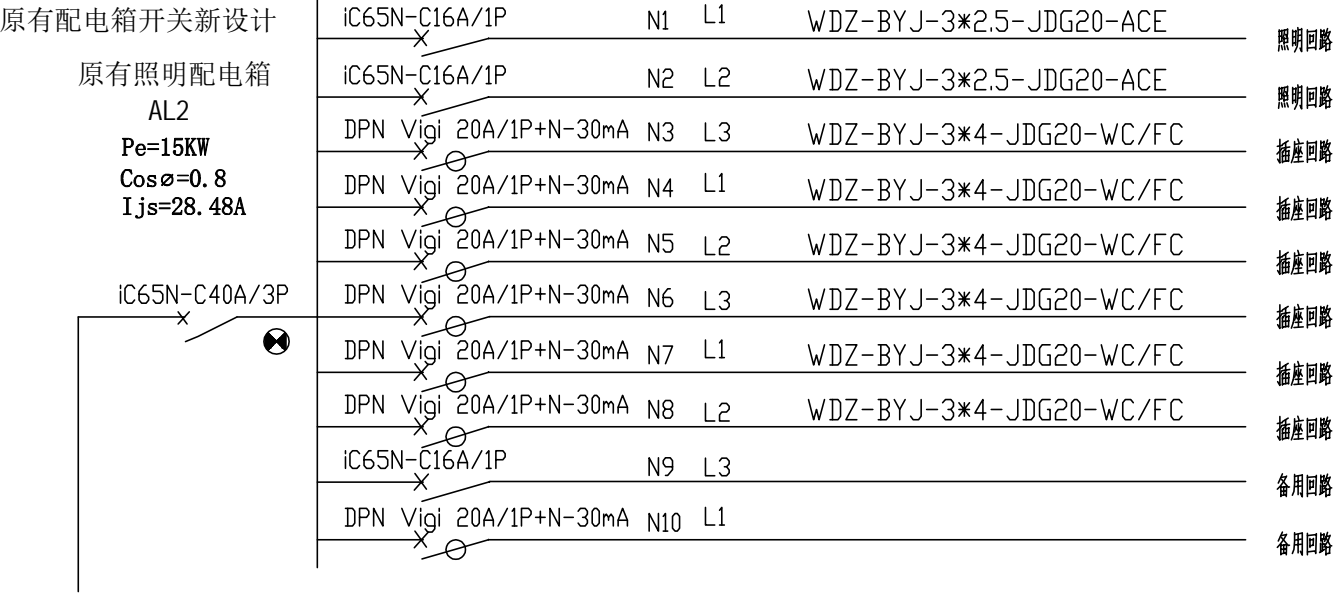 原有配电箱开关新设计
原有照明配电箱
AL2
Pe=15KW
Cosø=0.8
Ijs=28.48A
iC65N-C40A/3P
iC65N-C16A/1P N1 L1 WDZ-BYJ-3*2.5-JDG20-ACE 照明回路
iC65N-C16A/1P N2 L2 WDZ-BYJ-3*2.5-JDG20-ACE 照明回路
DPN Vigi 20A/1P+N-30mA N3 L3 WDZ-BYJ-3*4-JDG20-WC/FC 插座回路
DPN Vigi 20A/1P+N-30mA N4 L1 WDZ-BYJ-3*4-JDG20-WC/FC 插座回路
DPN Vigi 20A/1P+N-30mA N5 L2 WDZ-BYJ-3*4-JDG20-WC/FC 插座回路
DPN Vigi 20A/1P+N-30mA N6 L3 WDZ-BYJ-3*4-JDG20-WC/FC 插座回路
DPN Vigi 20A/1P+N-30mA N7 L1 WDZ-BYJ-3*4-JDG20-WC/FC 插座回路
DPN Vigi 20A/1P+N-30mA N8 L2 WDZ-BYJ-3*4-JDG20-WC/FC 插座回路
iC65N-C16A/1P N9 L3 备用回路
DPN Vigi 20A/1P+N-30mA N10 L1 备用回路